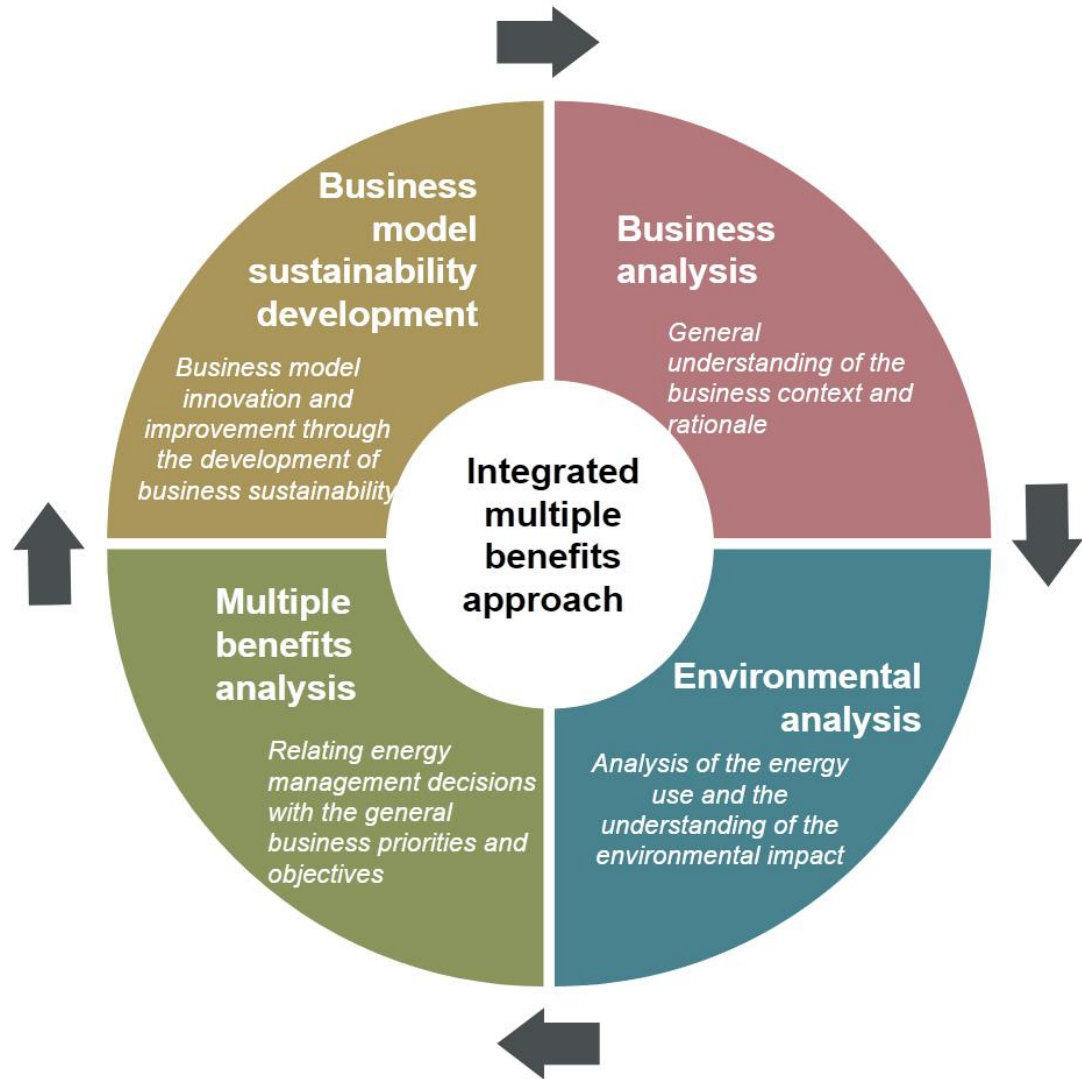 Business
model
sustainability
development
Business model
innovation and
improvement through
the development of
business sustainability
Business
analysis
General
understanding of the
business context and
rationale
Integrated
multiple
benefits
approach
Multiple
benefits
analysis
Relating energy
management decisions
with the general
business priorities and
objectives
Environmental
analysis
Analysis of the energy
use and the
understanding of the
environmental impact